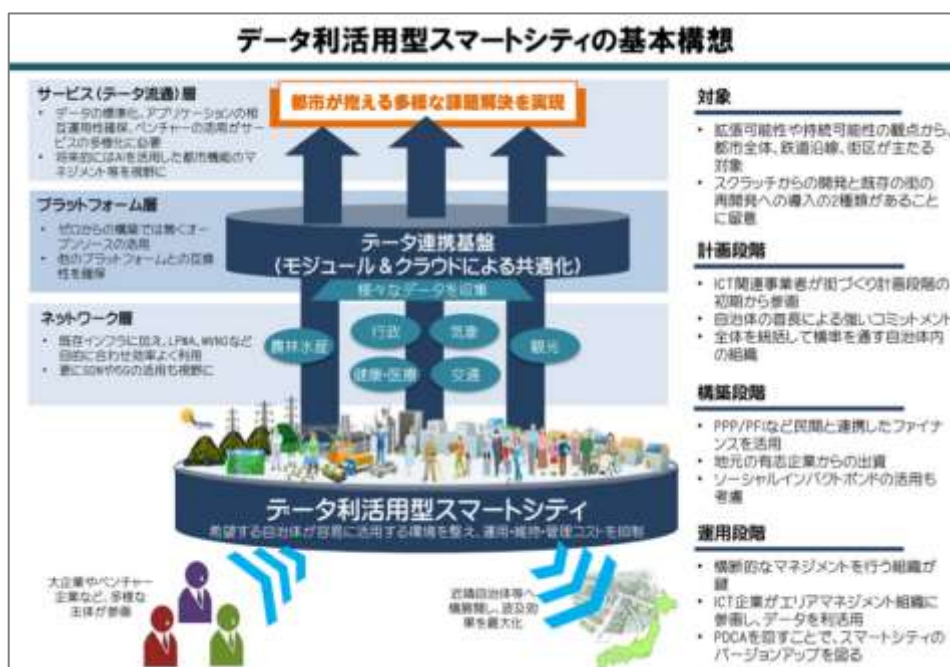 データ利活用型スマートシティの基本構想
サービス(データ流通)層
• データの標準化、アプリケーションの相
互運用性確保、ベンチャーの活用がサー
ビスの多様化に必要
• 将来的にはAIを活用した都市機能のマ
ネジメント等を視野に
プラットフォーム層
• ゼロからの構築では無くオー
プンソースの活用
• 他のプラットフォームとの互換
性を確保
ネットワーク層
• 既存インフラに加え、LPWA、MVNOなど
目的に合わせ効率よく利用
• 更にSDNや5Gの活用も視野に
都市が抱える多様な課題解決を実現
データ連携基盤
(モジュール&クラウドによる共通化)
様々なデータを収集
農林水産
行政
気象
観光
健康・医療
交通
データ利活用型スマートシティ
希望する自治体が容易に活用する環境を整え、運用・維持・管理コストを抑制
大企業やベンチャー
企業など、多様な
主体が参画
近隣自治体等へ
横展開し、波及効
果を最大化
対象
• 拡張可能性や持続可能性の観点から、
都市全体、鉄道沿線、街区が主たる
対象
• スクラッチからの開発と既存の街の
再開発への導入の2種類があること
に留意
計画段階
• ICT関連事業者が街づくり計画段階の
初期から参画
• 自治体の首長による強いコミットメント
• 全体を統括して横串を通す自治体内
の組織
構築段階
• PPP/PFIなど民間と連携したファイナ
ンスを活用
• 地元の有志企業からの出資
• ソーシャルインパクトボンドの活用も
考慮
運用段階
• 横断的なマネジメントを行う組織が
鍵
• ICT企業がエリアマネジメント組織に
参画し、データを利活用
• PDCAを回すことで、スマートシティの
バージョンアップを図る